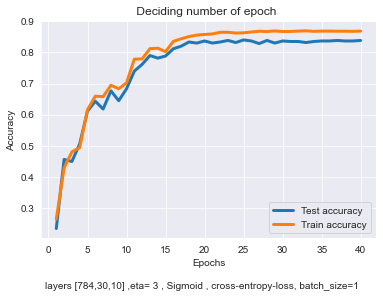 Deciding number of epoch
Accuracy
0.9
0.8
0.7
0.6
0.5
0.4
0.3
Test accuracy
Train accuracy
0 5 10 15 20 25 30 35 40
Epochs
layers [784,30,10] ,eta= 3 , Sigmoid , cross-entropy-loss, batch_size=1